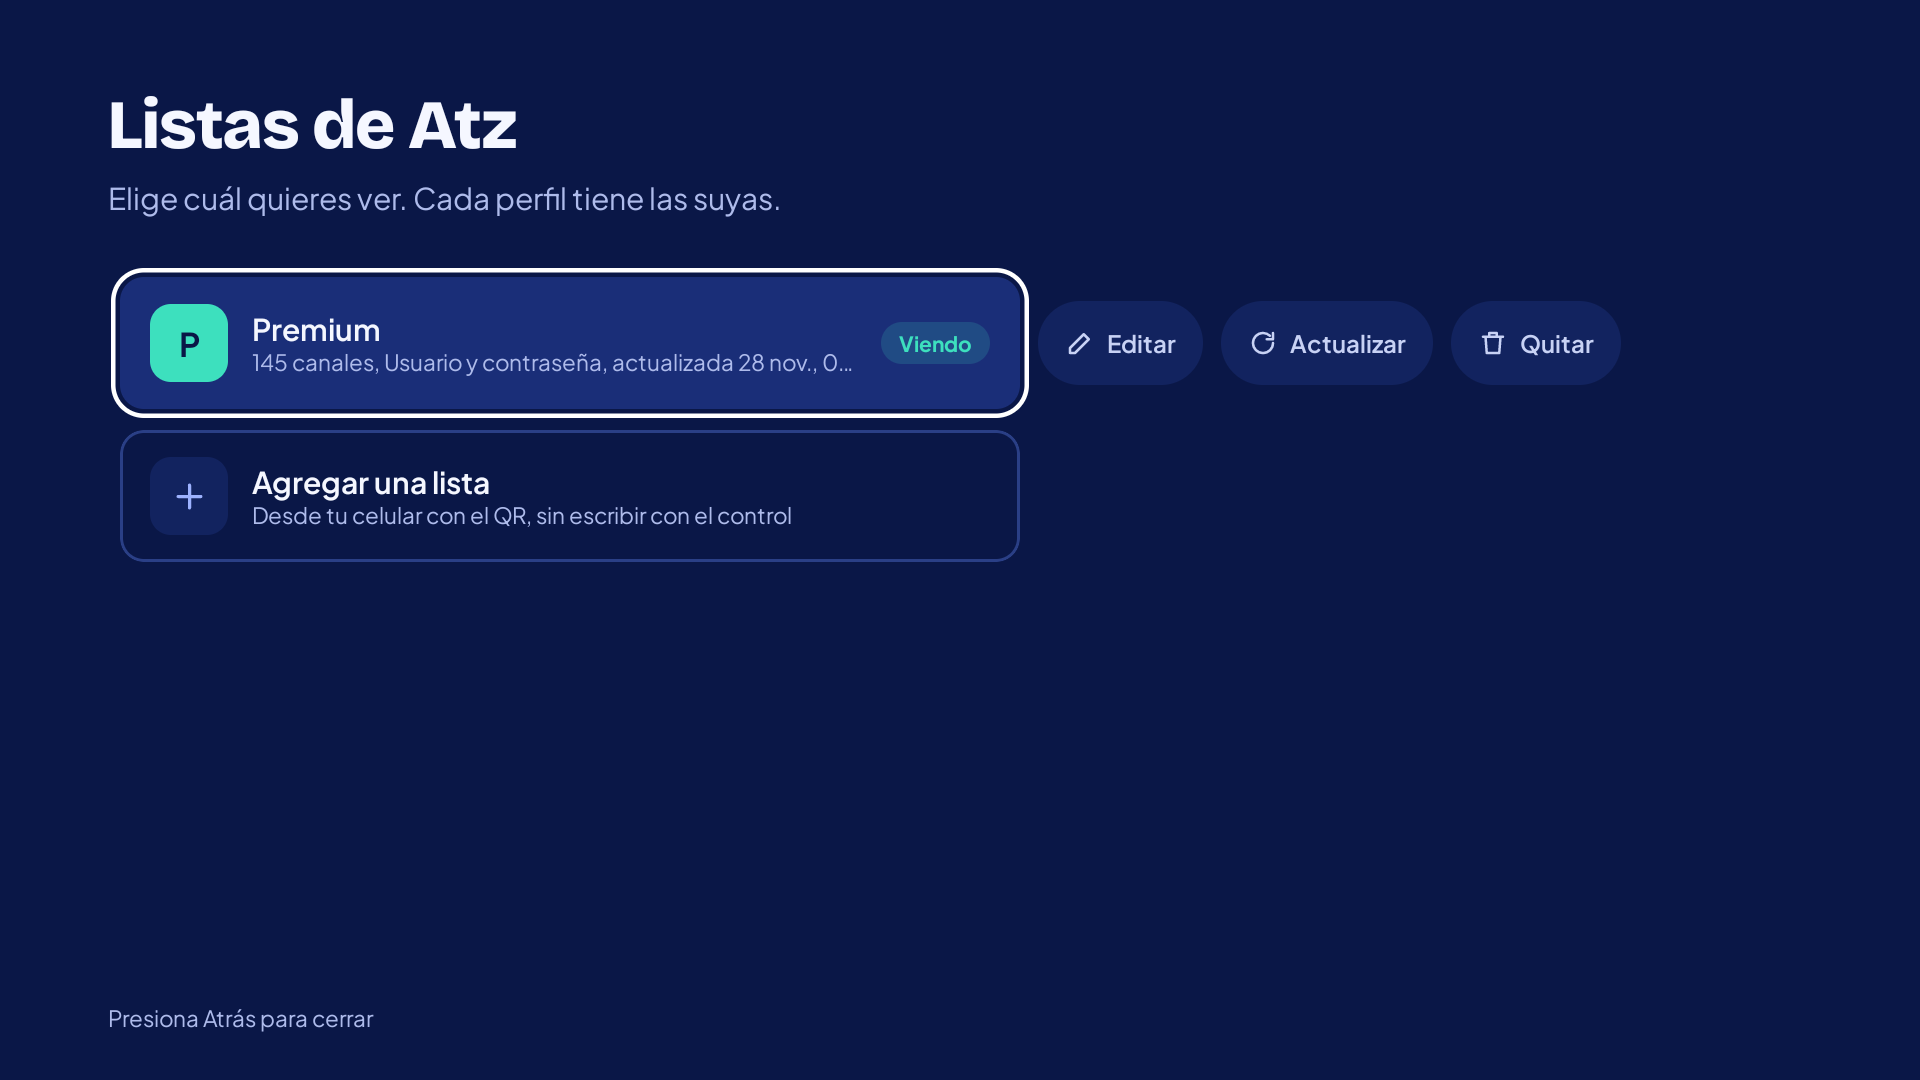 Listas de Atz
Elige cuál quieres ver. Cada perfil tiene las suyas.
P
Premium
145 canales, Usuario y contraseña, actualizada 28 nov., 0...
Viendo
Editar
Actualizar
Quitar
Agregar una lista
Desde tu celular con el QR, sin escribir con el control
Presiona Atrás para cerrar